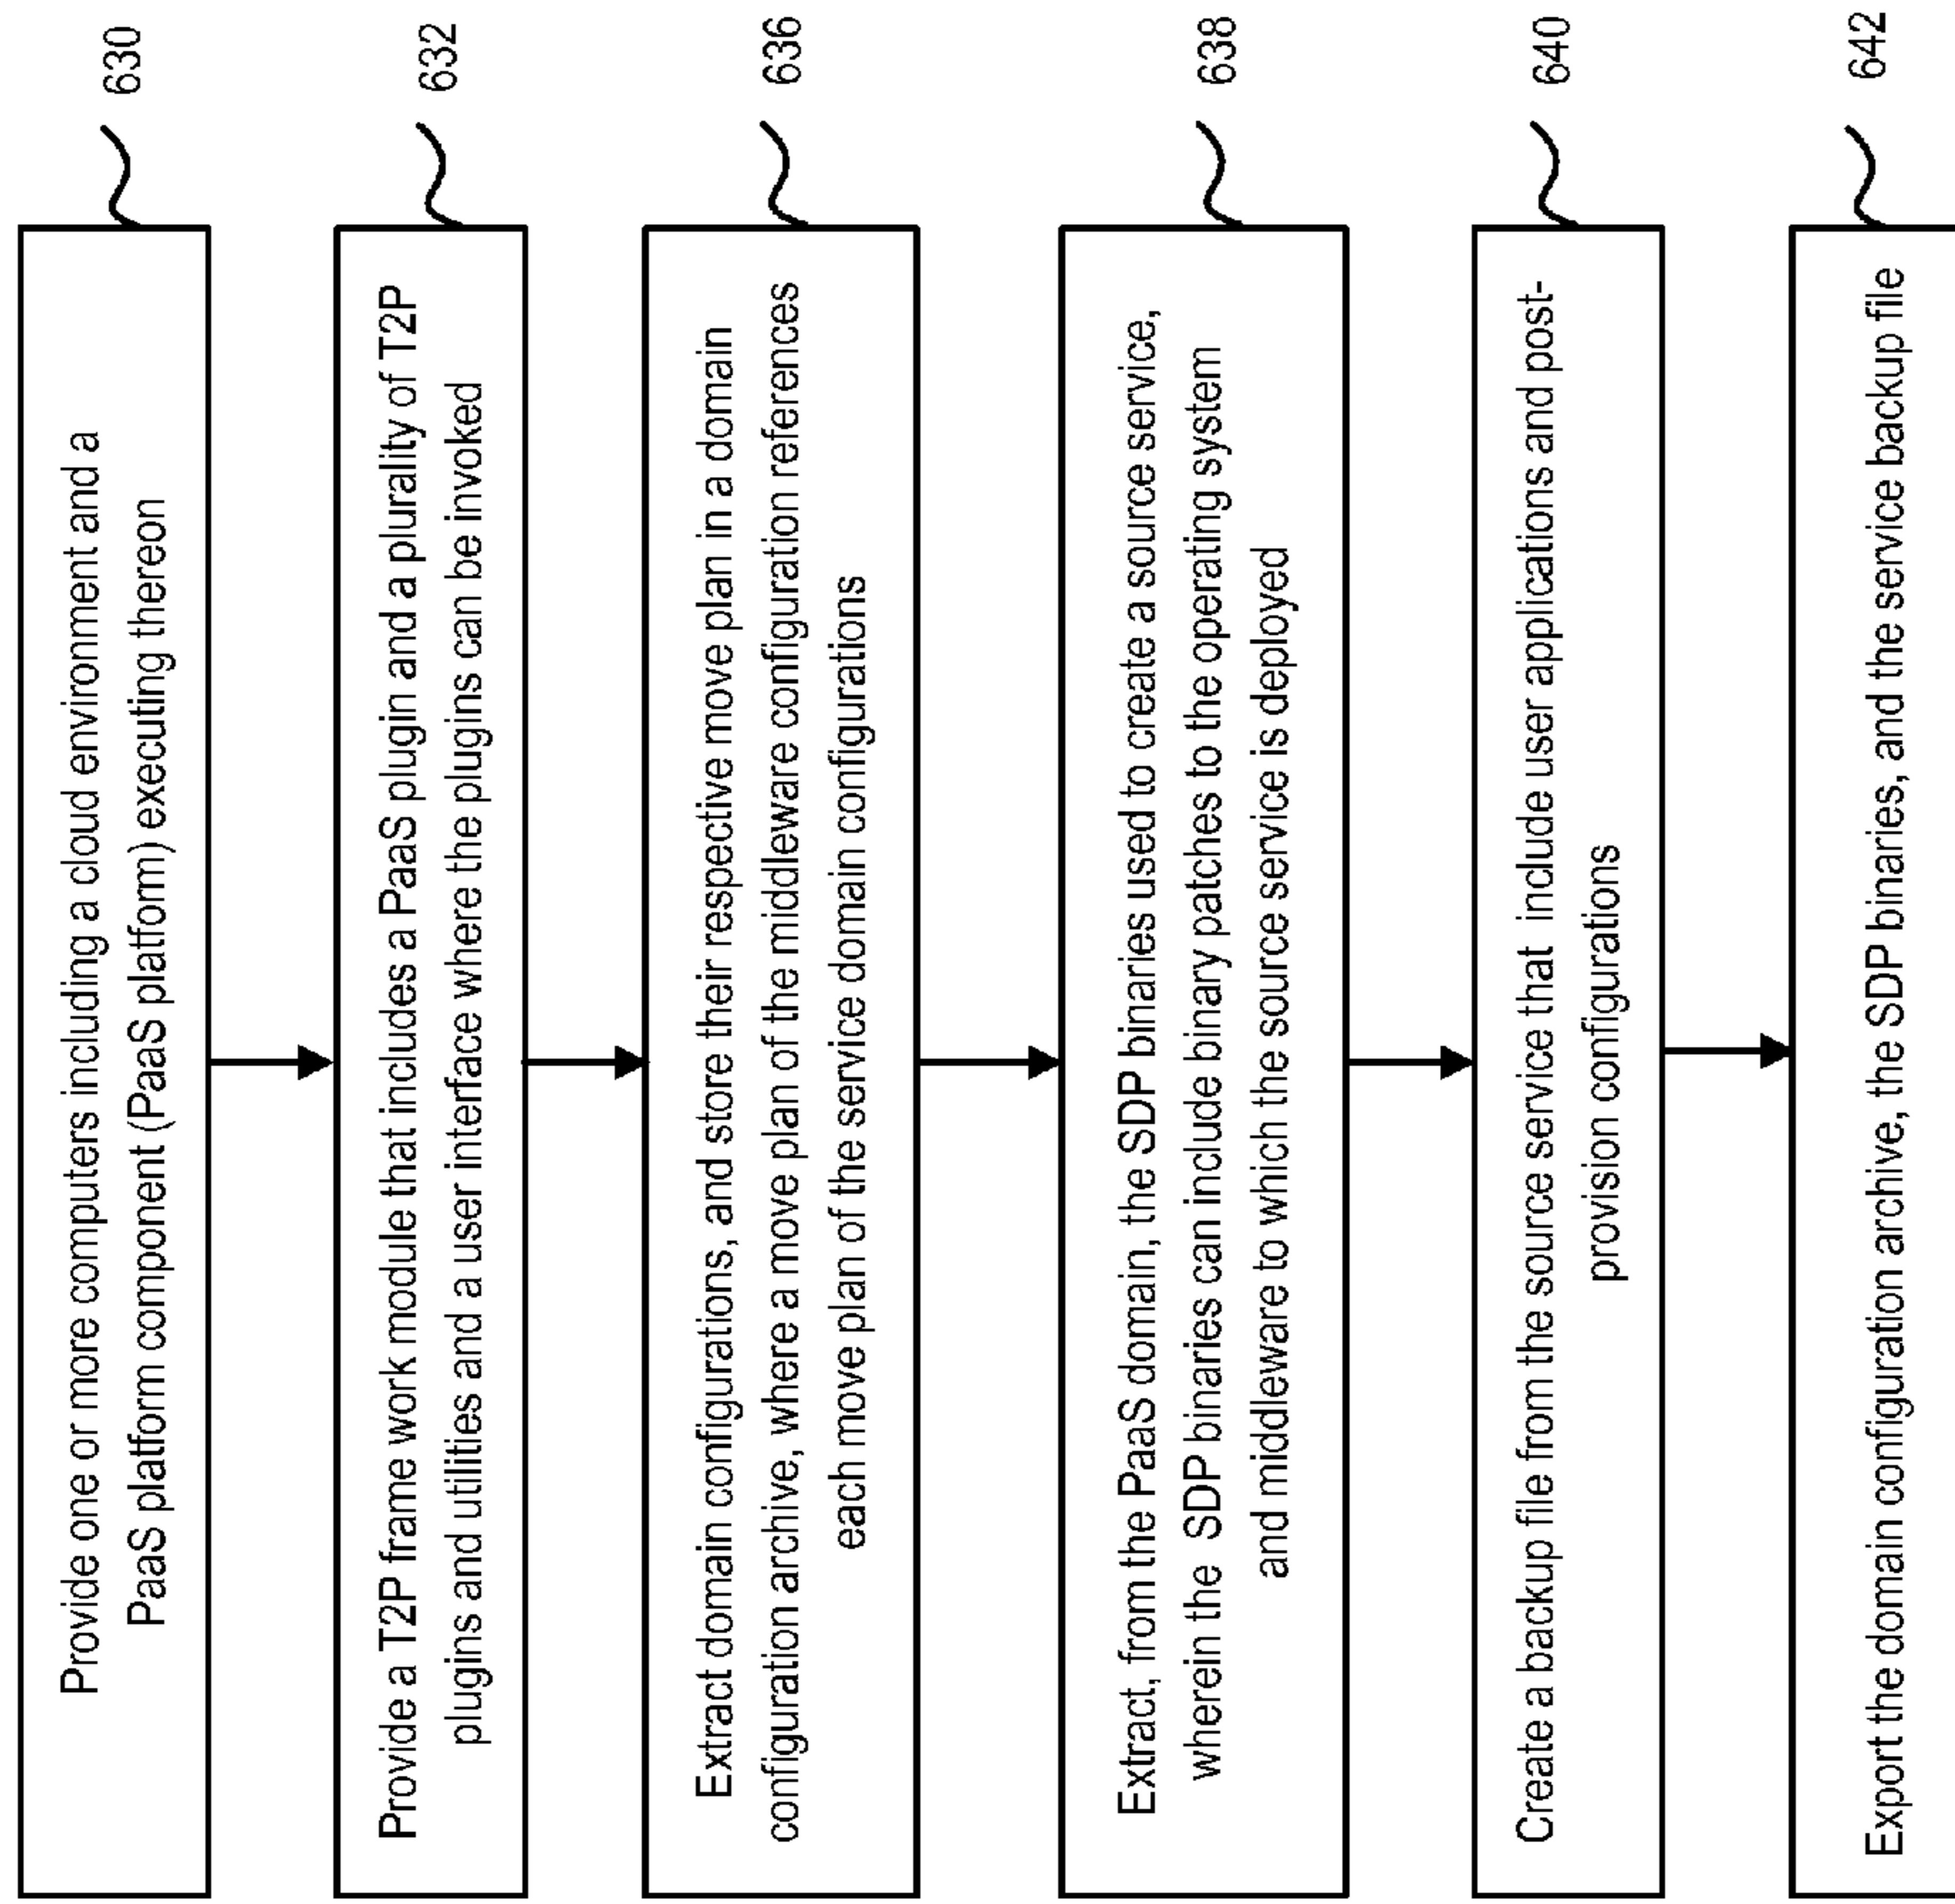 Provide one or more computers including a cloud environment and a
PaaS platform component (PaaS platform) executing thereon
630
Provide a T2P frame work module that includes a PaaS plugin and a plurality of T2P
plugins and utilities and a user interface where the plugins can be invoked
632
Extract domain configurations, and store their respective move plan in a domain
configuration archive, where a move plan of the middleware configuration references
each move plan of the service domain configurations
636
Extract, from the PaaS domain, the SDP binaries used to create a source service,
wherein the SDP binaries can include binary patches to the operating system
and middleware to which the source service is deployed
638
Create a backup file from the source service that include user applications and post-
provision configurations
640
Export the domain configuration archive, the SDP binaries, and the service backup file
642